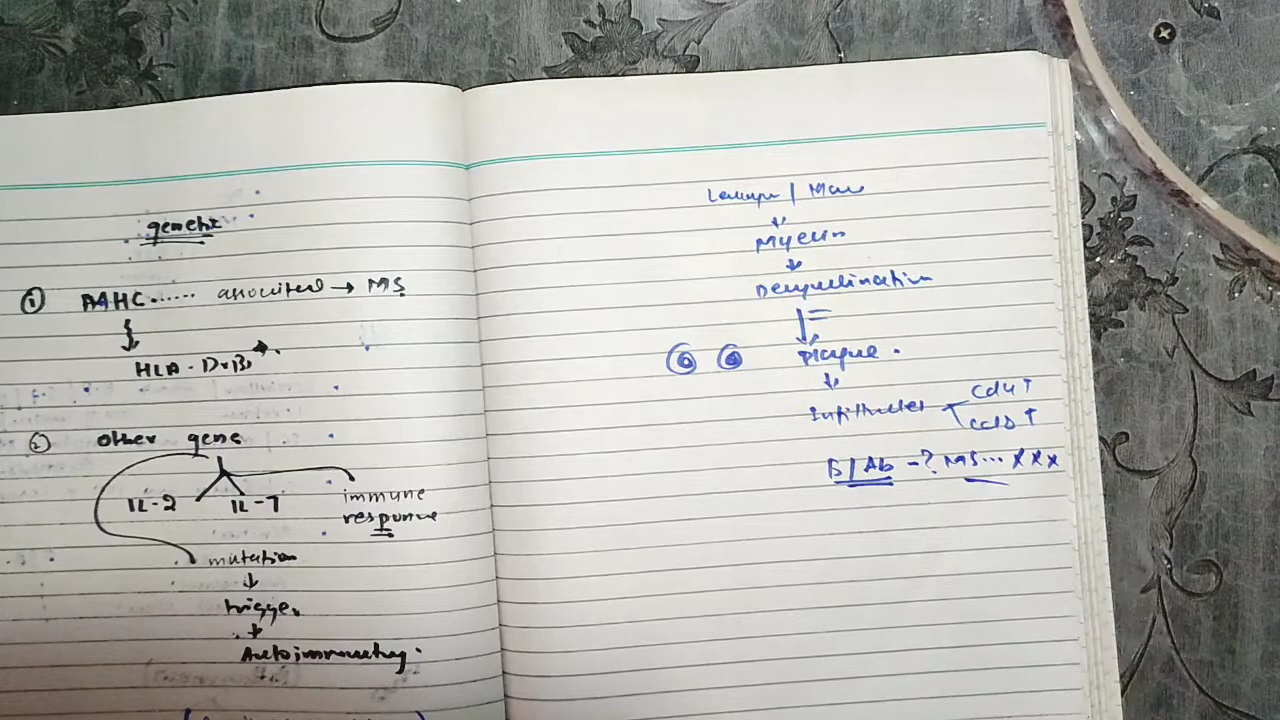 genetic
① MHC...... associated → MS
HLA - DrB1
② other gene
IL-2 IL-7 immune
response
mutation
↓
trigger
↓
Autoimmunity.
↓
Myelin
↓
Demyelination
Plaque.
↓
Infiltrates cd4↑
cd8↑
B/Ab -? MS... xxx